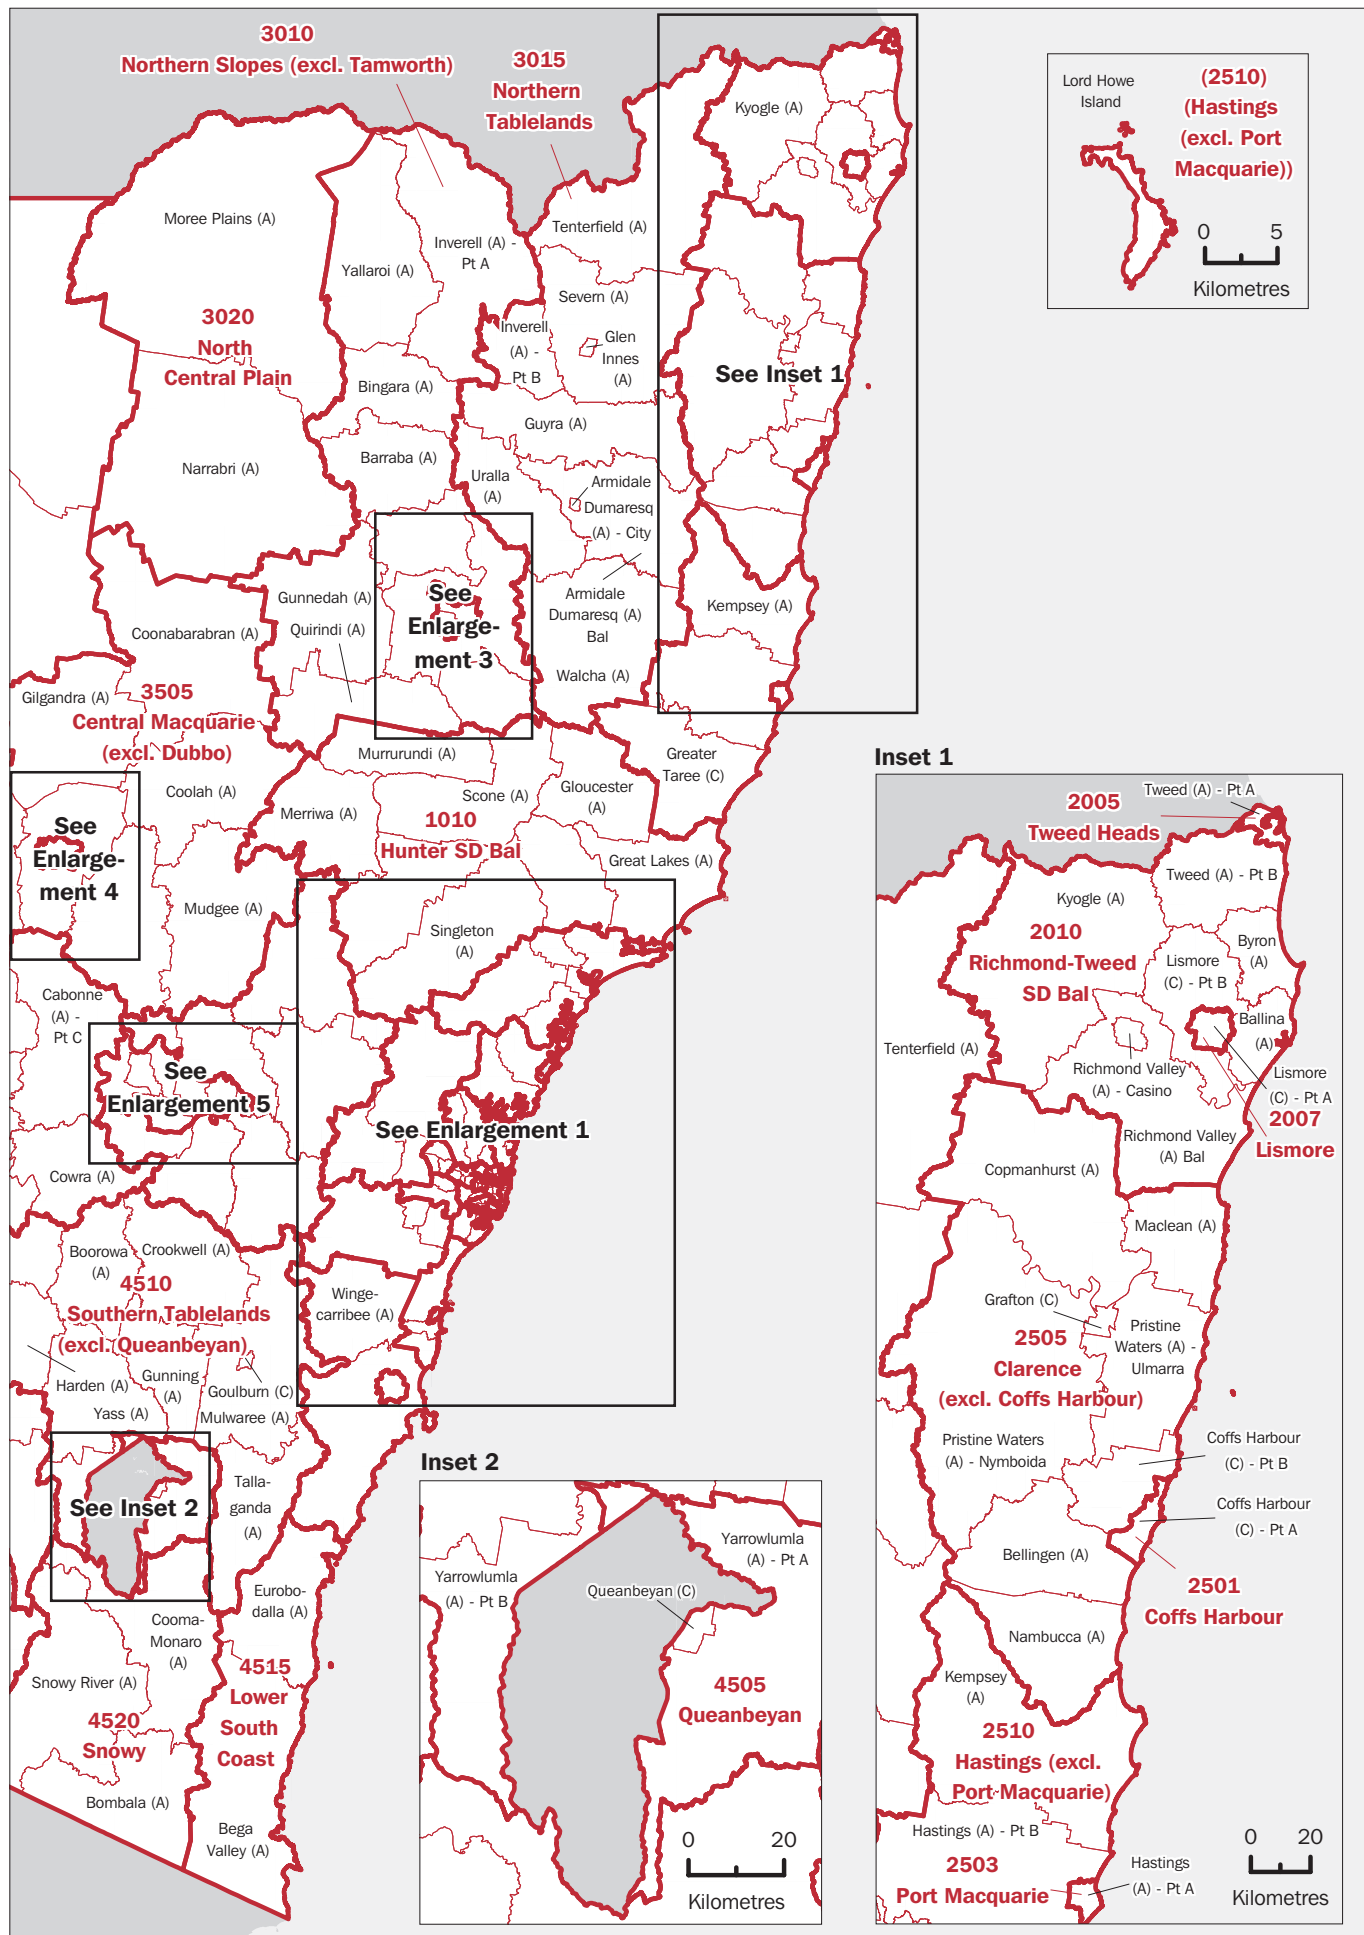 3010
Northern Slopes (excl. Tamworth)
3015
Northern
Tablelands
Kyogle (A)
Lord Howe
Island
(2510)
(Hastings
(excl. Port
Macquarie))
0 5
Kilometres
Moree Plains (A)
Yallaroi (A)
Inverell (A) -
Pt A
Tenterfield (A)
Severn (A)
3020
North
Central Plain
Inverell
(A) -
Pt B
Glen
Innes
(A)
See Inset 1
Bingara (A)
Guyra (A)
Narrabri (A)
Barraba (A)
Uralla
(A)
Armidale
Dumaresq
(A) - City
Gunnedah (A)
Quirindi (A)
See
Enlarge-
ment 3
Armidale
Dumaresq (A)
Bal
Kempsey (A)
Coonabarabran (A)
Walcha (A)
Gilgandra (A)
3505
Central Macquarie
(excl. Dubbo)
Murrurundi (A)
Greater
Taree (C)
Coolah (A)
Merriwa (A)
Scone (A)
Gloucester
(A)
1010
Hunter SD Bal
Great Lakes (A)
See
Enlarge-
ment 4
Mudgee (A)
Singleton
(A)
Cabonne
(A) -
Pt C
See
Enlargement 5
See Enlargement 1
Cowra (A)
Boorowa
(A)
Crookwell (A)
4510
Southern Tablelands
(excl. Queanbeyan)
Winge-
carribee (A)
Harden (A)
Gunning
(A)
Goulburn (C)
Yass (A)
Mulwaree (A)
See Inset 2
Talla-
ganda
(A)
Eurobo-
dalla (A)
Cooma-
Monaro
(A)
Snowy River (A)
4515
Lower
South
Coast
4520
Snowy
Bombala (A)
Bega
Valley (A)
Inset 2
Yarrowlumla
(A) - Pt A
Yarrowlumla
(A) - Pt B
Queanbeyan (C)
4505
Queanbeyan
0 20
Kilometres
Inset 1
Tweed (A) - Pt A
2005
Tweed Heads
Tweed (A) - Pt B
Kyogle (A)
2010
Richmond-Tweed
SD Bal
Byron
(A)
Lismore
(C) - Pt B
Ballina
(A)
Tenterfield (A)
Richmond Valley
(A) - Casino
Lismore
(C) - Pt A
2007
Lismore
Richmond Valley
(A) Bal
Copmanhurst (A)
Maclean (A)
Grafton (C)
Pristine
Waters (A) -
Ulmarra
2505
Clarence
(excl. Coffs Harbour)
Pristine Waters
(A) - Nymboida
Coffs Harbour
(C) - Pt B
Coffs Harbour
(C) - Pt A
Bellingen (A)
2501
Coffs Harbour
Nambucca (A)
Kempsey
(A)
2510
Hastings (excl.
Port Macquarie)
Hastings (A) - Pt B
2503
Port Macquarie
Hastings
(A) - Pt A
0 20
Kilometres